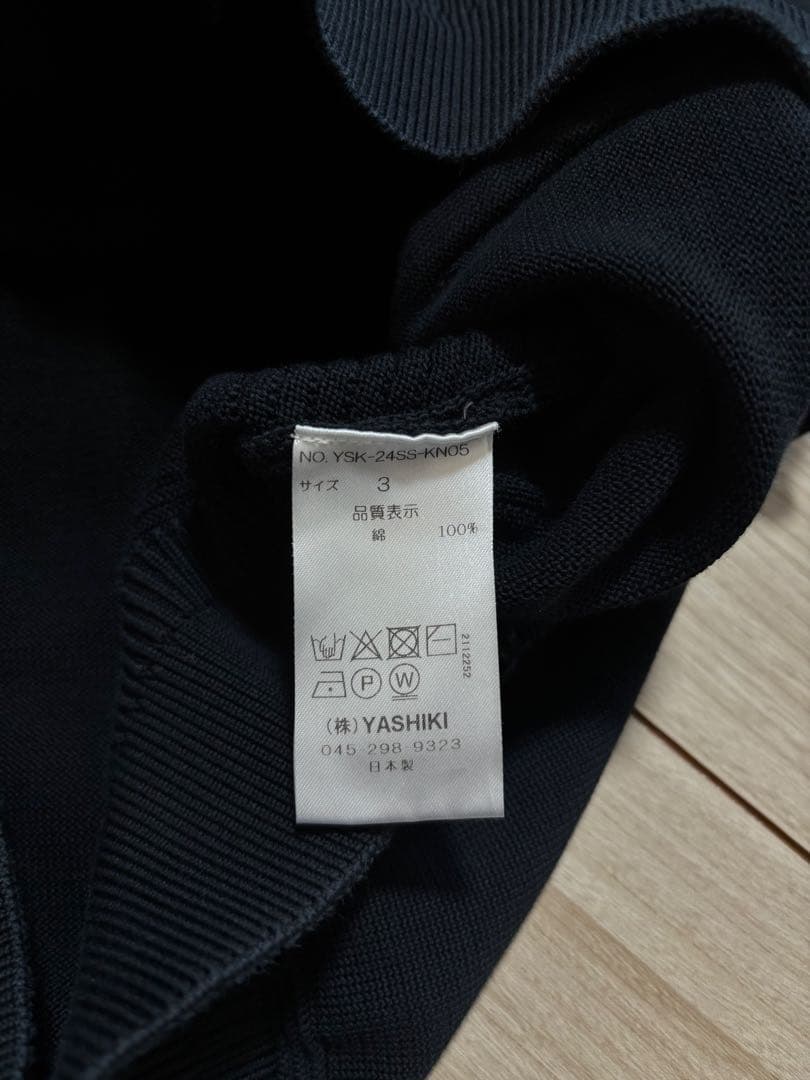 NO. YSK-24SS-KN05
サイズ 3
品質表示
綿 100%
2112252
P W
(株) YASHIKI
045-298-9323
日本製